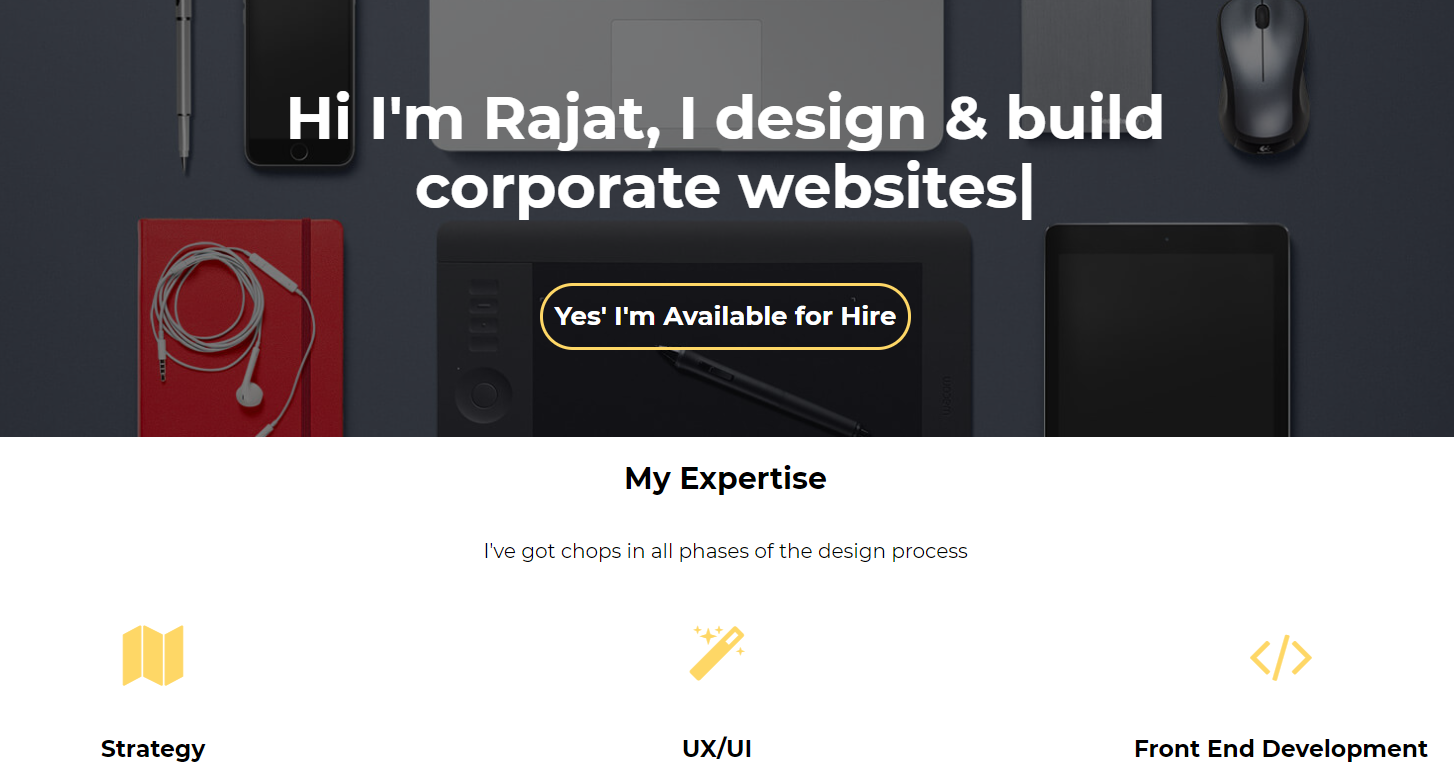 Hi I'm Rajat, I design & build
corporate websites|
Yes' I'm Available for Hire
My Expertise
I've got chops in all phases of the design process
Strategy
UX/UI
Front End Development